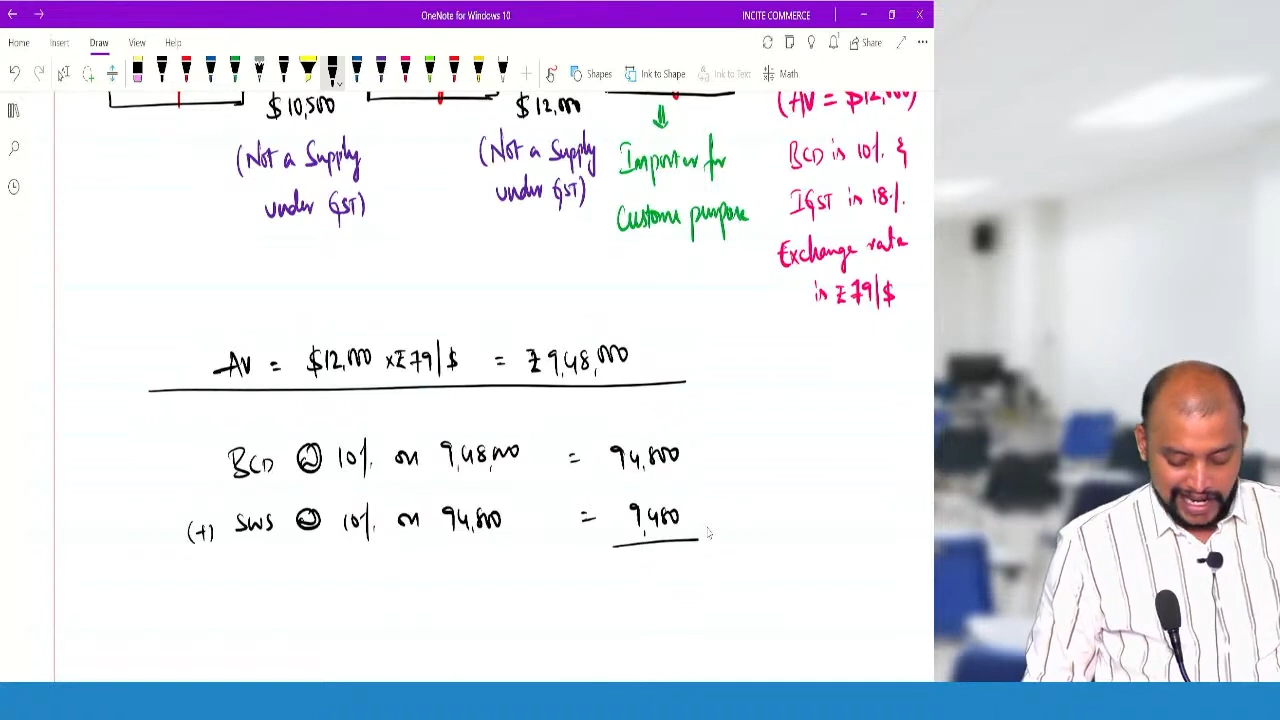 OneNote for Windows 10
INCITE COMMERCE
Home Insert Draw View Help
Share
Shapes
Ink to Shape
Ink to Text
Math
$10,500
(Not a Supply
under GST)
$12,000
(Not a Supply
under GST)
Importer for
Customs purpose
(AV = $12,000)
BCD is 10% &
IGST is 18%.
Exchange rate
is ₹79/$
AV = $12,000 x ₹79/$ = ₹9,48,000
BCD @ 10% on 9,48,000 = 94,800
(+) SWS @ 10% on 94,800 = 9,480